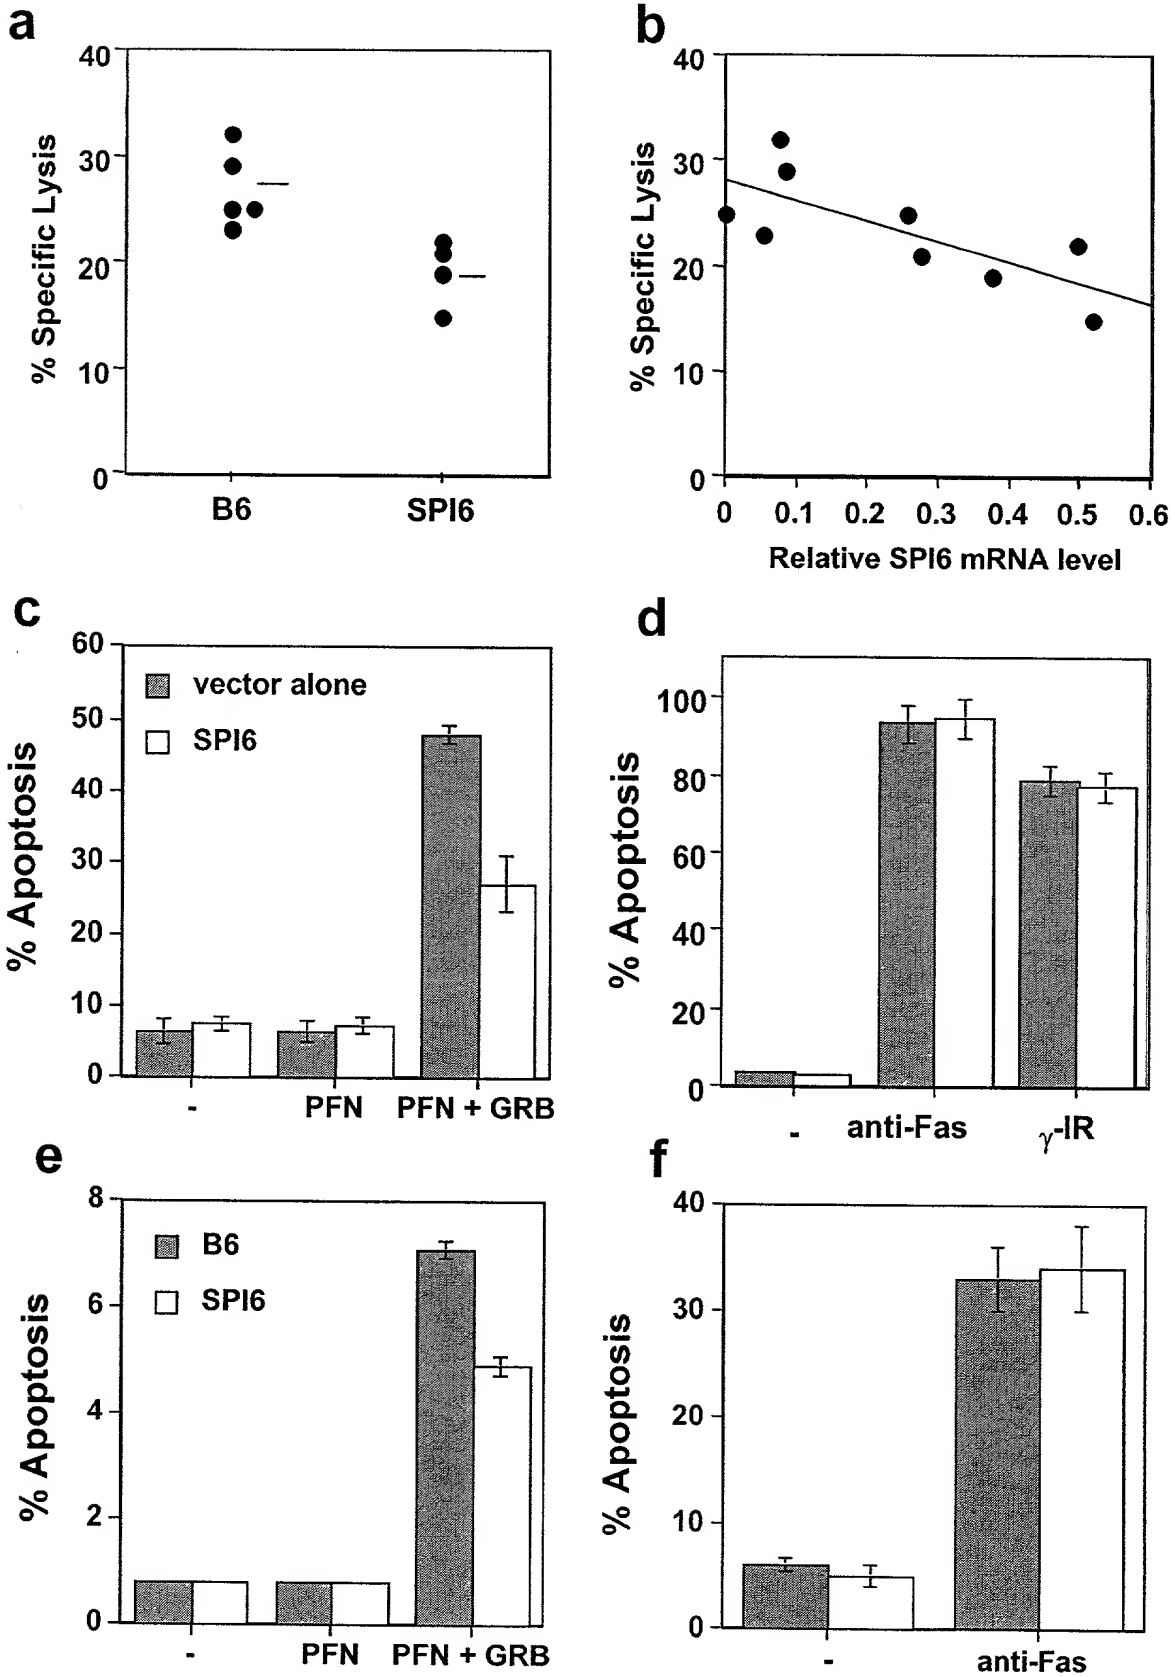 a
40
30
20
10
0
% Specific Lysis
B6 SPI6
b
40
30
20
10
0
% Specific Lysis
0 0.1 0.2 0.3 0.4 0.5 0.6
Relative SPI6 mRNA level
c
60
50
40
30
20
10
0
% Apoptosis
vector alone
SPI6
- PFN PFN + GRB
d
100
80
60
40
20
0
% Apoptosis
- anti-Fas γ-IR
e
8
6
4
2
0
% Apoptosis
B6
SPI6
- PFN PFN + GRB
f
40
30
20
10
0
% Apoptosis
- anti-Fas